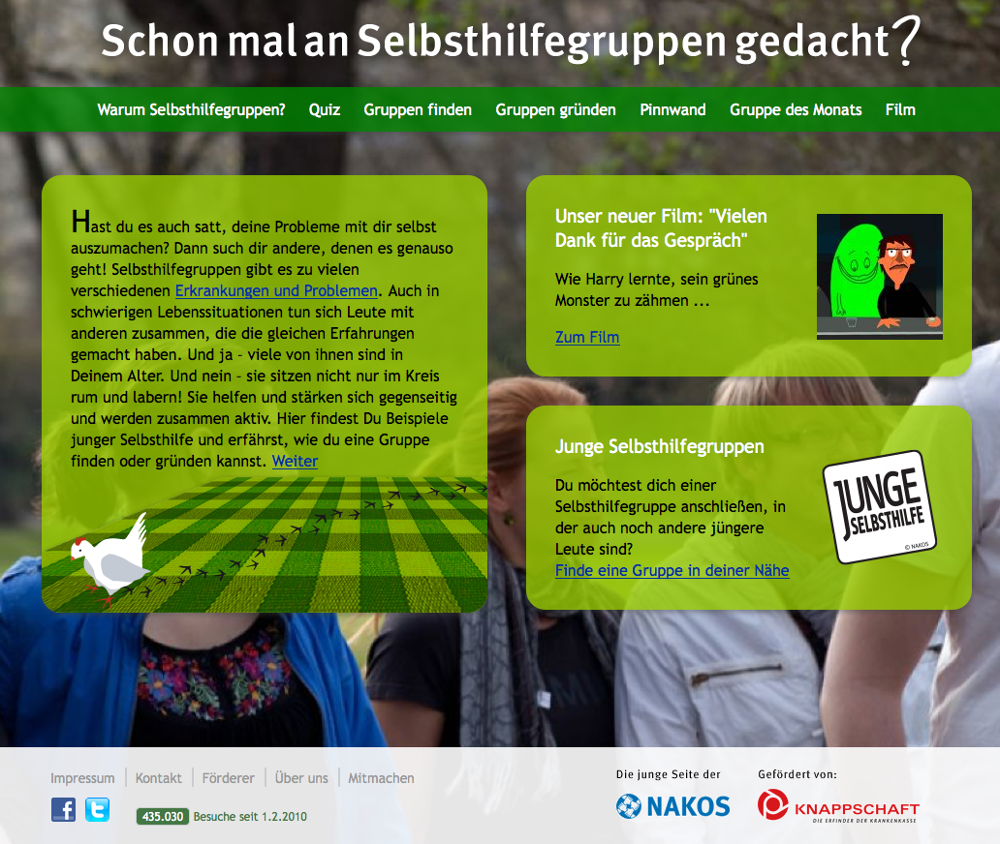 Schon mal an Selbsthilfegruppen gedacht?
Warum Selbsthilfegruppen? Quiz Gruppen finden Gruppen gründen Pinnwand Gruppe des Monats Film
Hast du es auch satt, deine Probleme mit dir selbst
auszumachen? Dann such dir andere, denen es genauso
geht! Selbsthilfegruppen gibt es zu vielen
verschiedenen Erkrankungen und Problemen. Auch in
schwierigen Lebenssituationen tun sich Leute mit
anderen zusammen, die die gleichen Erfahrungen
gemacht haben. Und ja - viele von ihnen sind in
Deinem Alter. Und nein - sie sitzen nicht nur im Kreis
rum und labern! Sie helfen und stärken sich gegenseitig
und werden zusammen aktiv. Hier findest Du Beispiele
junger Selbsthilfe und erfährst, wie du eine Gruppe
finden oder gründen kannst. Weiter
Unser neuer Film: "Vielen
Dank für das Gespräch"
Wie Harry lernte, sein grünes
Monster zu zähmen ...
Zum Film
Junge Selbsthilfegruppen
Du möchtest dich einer
Selbsthilfegruppe anschließen, in
der auch noch andere jüngere
Leute sind?
Finde eine Gruppe in deiner Nähe
JUNGE
SELBSTHILFE
© NAKOS
Impressum Kontakt Förderer Über uns Mitmachen
435.030 Besuche seit 1.2.2010
Die junge Seite der
NAKOS
Gefördert von:
KNAPPSCHAFT
DIE ERFINDER DER KRANKENKASSE